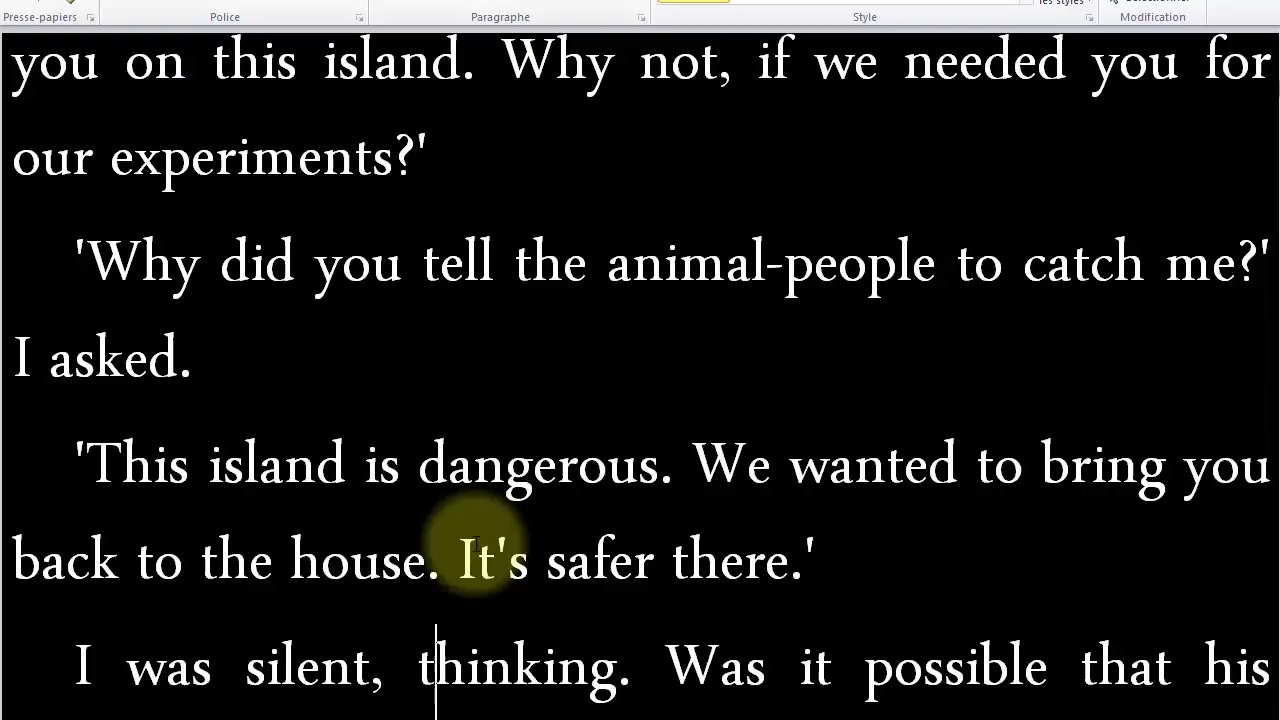 Presse-papiers Police Paragraphe Style Modification
you on this island. Why not, if we needed you for
our experiments?'
'Why did you tell the animal-people to catch me?'
I asked.
'This island is dangerous. We wanted to bring you
back to the house. It's safer there.'
I was silent, thinking. Was it possible that his